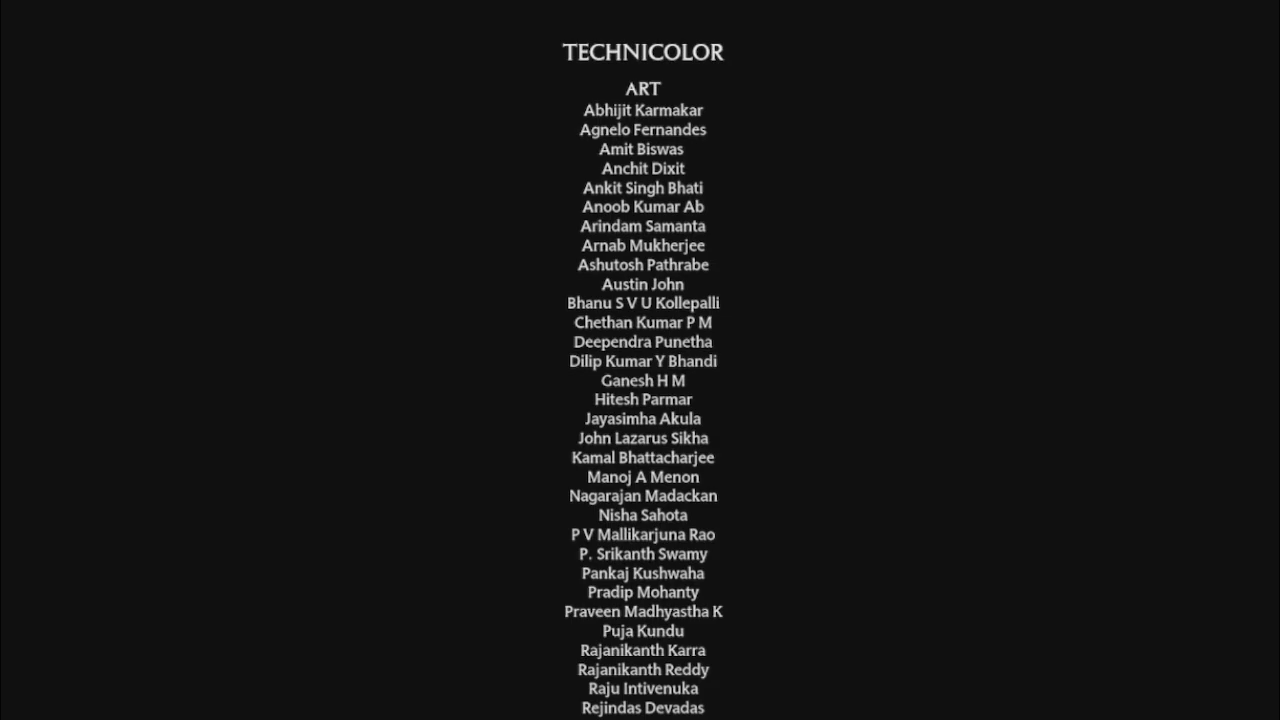 TECHNICOLOR
ART
Abhijit Karmakar
Agnelo Fernandes
Amit Biswas
Anchit Dixit
Ankit Singh Bhati
Anoob Kumar Ab
Arindam Samanta
Arnab Mukherjee
Ashutosh Pathrabe
Austin John
Bhanu S V U Kollepalli
Chethan Kumar P M
Deependra Punetha
Dilip Kumar Y Bhandi
Ganesh H M
Hitesh Parmar
Jayasimha Akula
John Lazarus Sikha
Kamal Bhattacharjee
Manoj A Menon
Nagarajan Madackan
Nisha Sahota
P V Mallikarjuna Rao
P. Srikanth Swamy
Pankaj Kushwaha
Pradip Mohanty
Praveen Madhyastha K
Puja Kundu
Rajanikanth Karra
Rajanikanth Reddy
Raju Intivenuka
Rejindas Devadas